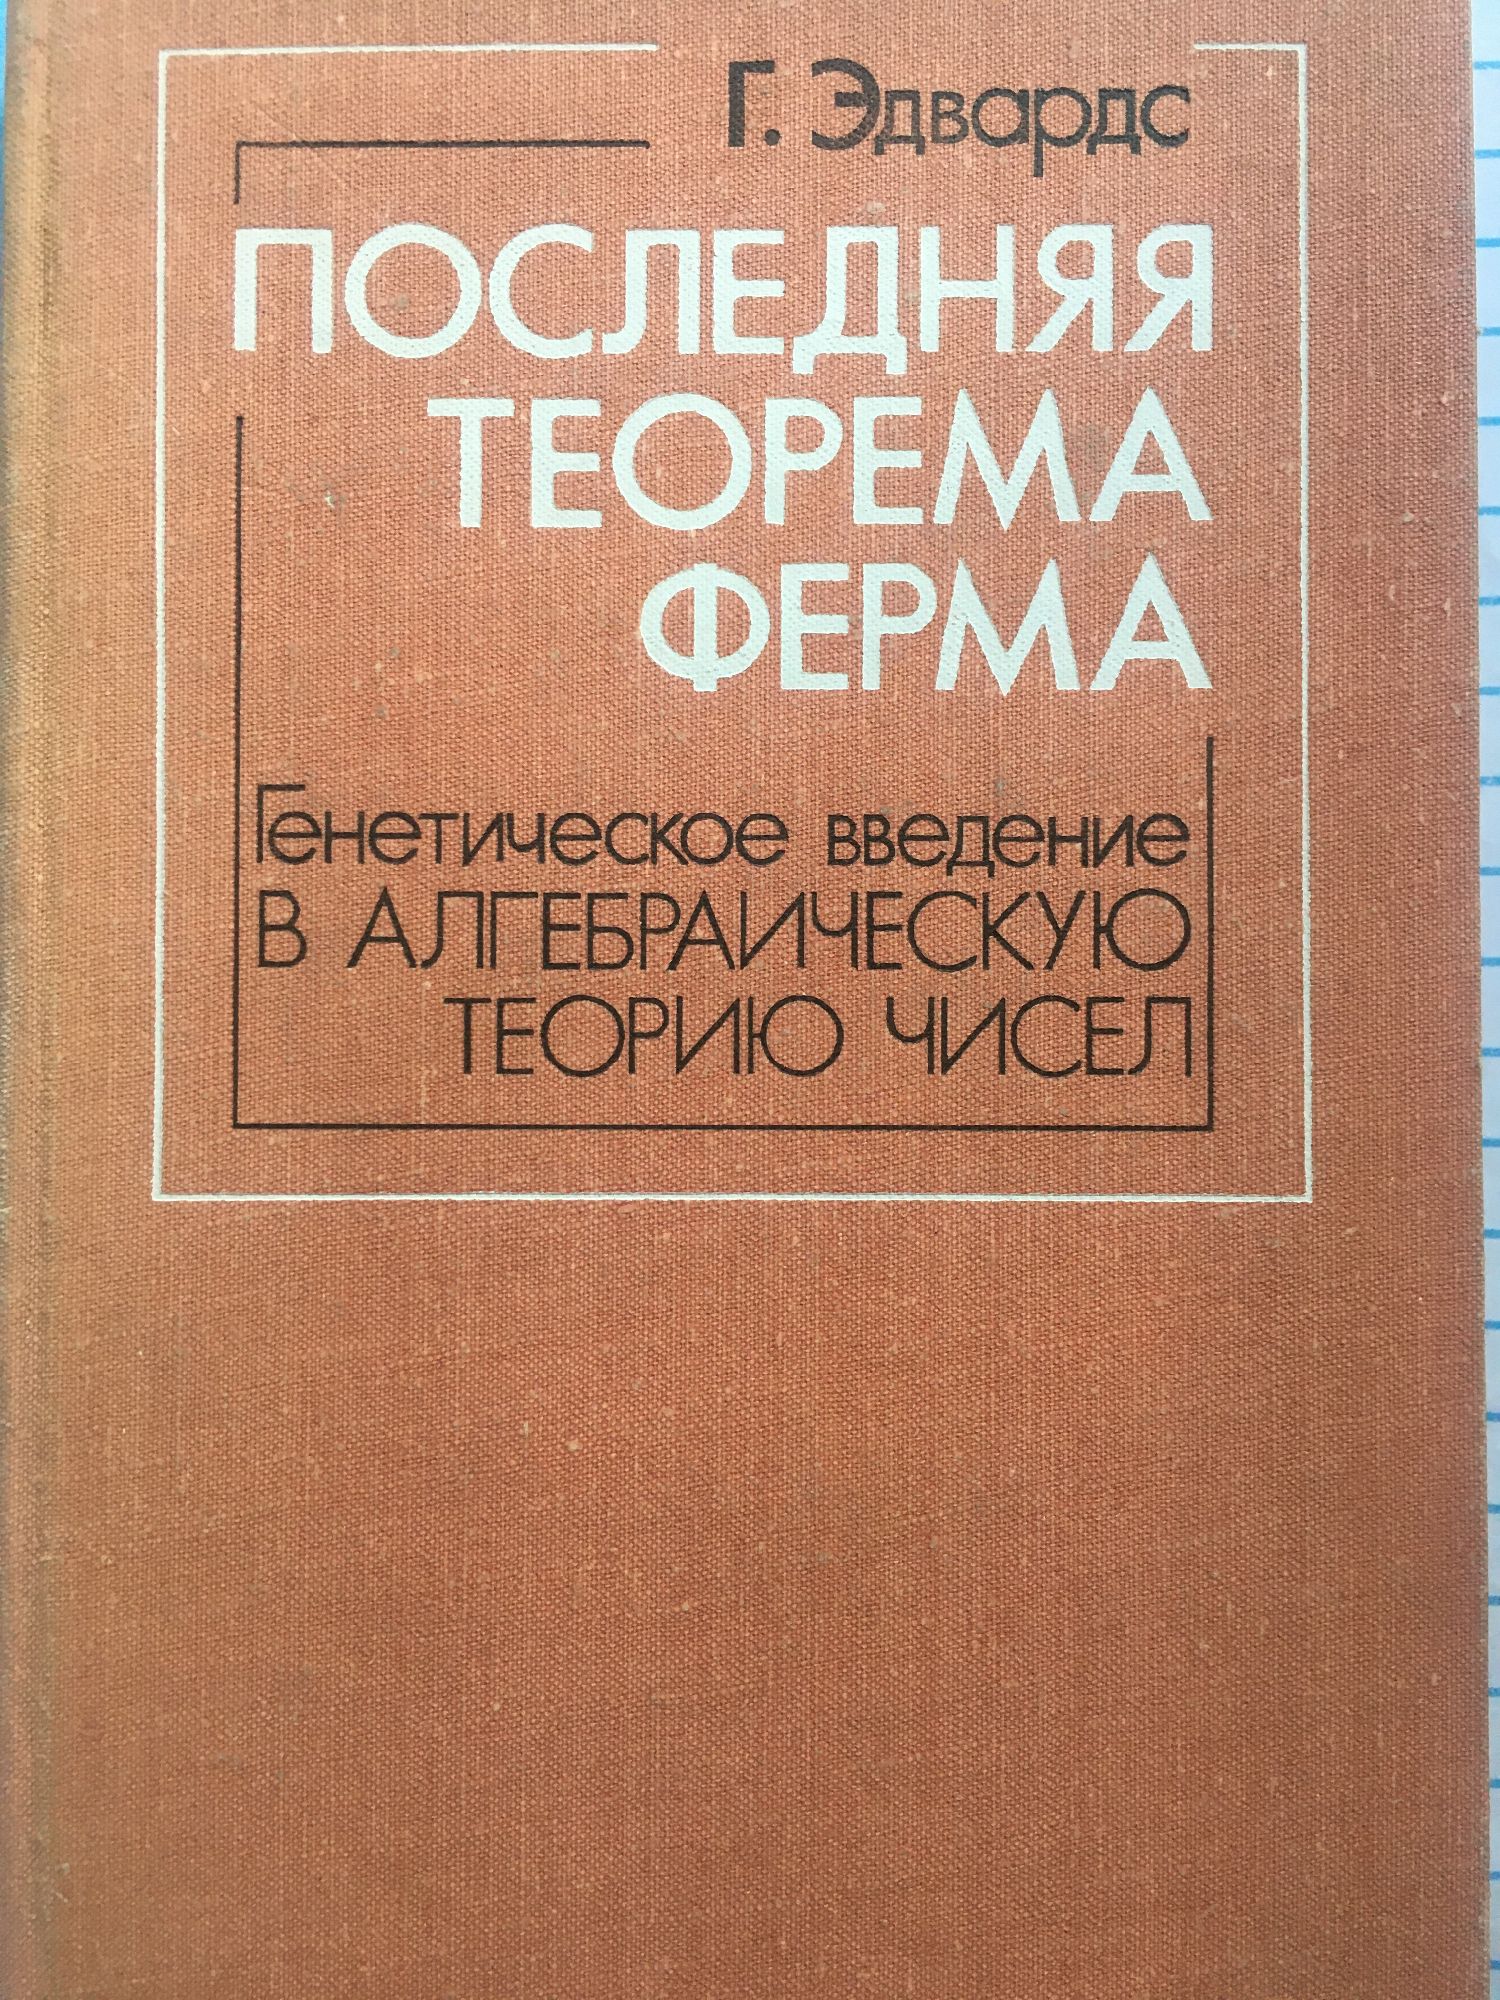 Г. Эдвардс
ПОСЛЕДНЯЯ
ТЕОРЕМА
ФЕРМА
Генетическое введение
В АЛГЕБРАИЧЕСКУЮ
ТЕОРИЮ ЧИСЕЛ